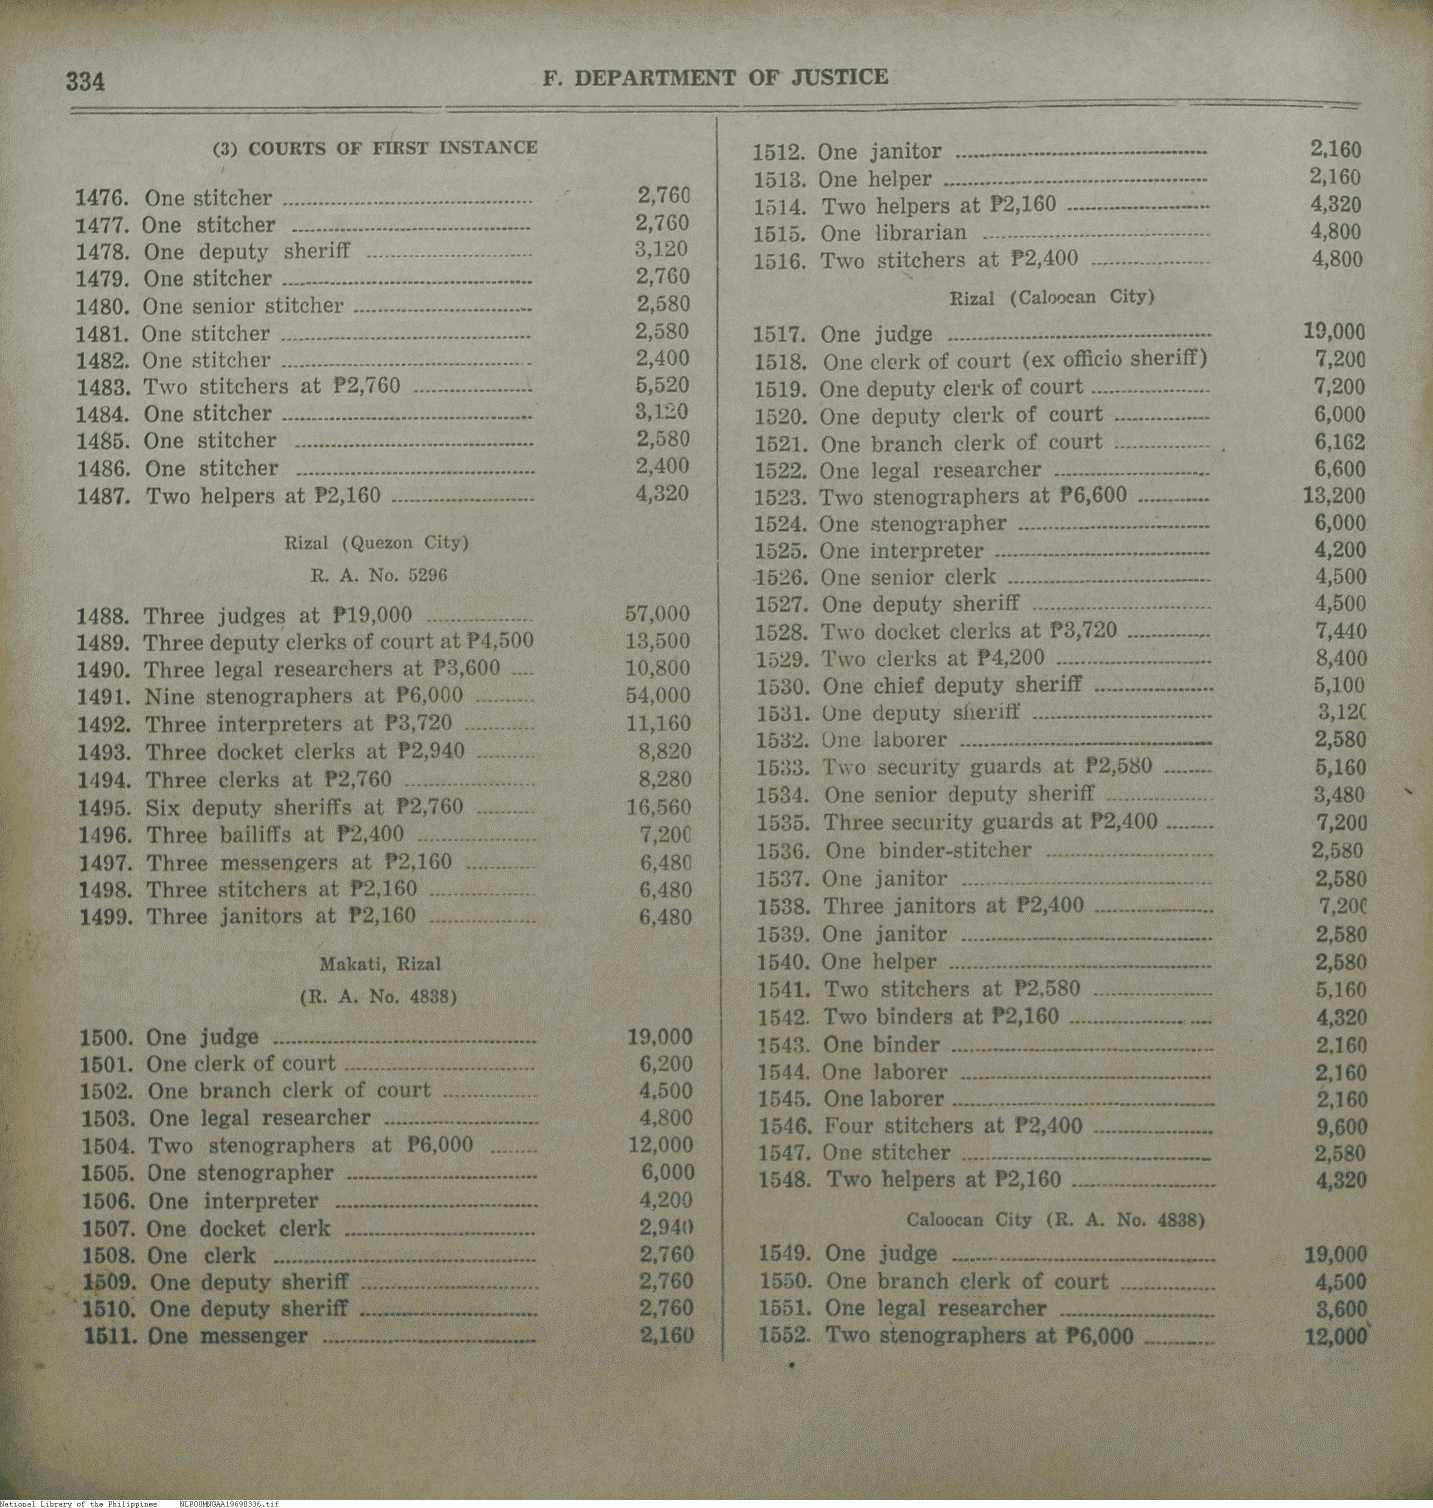 334
F. DEPARTMENT OF JUSTICE
(3) COURTS OF FIRST INSTANCE
1476. One stitcher 2,760
1477. One stitcher 2,760
1478. One deputy sheriff 3,120
1479. One stitcher 2,760
1480. One senior stitcher 2,580
1481. One stitcher 2,580
1482. One stitcher 2,400
1483. Two stitchers at ₱2,760 5,520
1484. One stitcher 3,120
1485. One stitcher 2,580
1486. One stitcher 2,400
1487. Two helpers at ₱2,160 4,320
Rizal (Quezon City)
R. A. No. 5296
1488. Three judges at ₱19,000 57,000
1489. Three deputy clerks of court at ₱4,500 13,500
1490. Three legal researchers at ₱3,600 10,800
1491. Nine stenographers at ₱6,000 54,000
1492. Three interpreters at ₱3,720 11,160
1493. Three docket clerks at ₱2,940 8,820
1494. Three clerks at ₱2,760 8,280
1495. Six deputy sheriffs at ₱2,760 16,560
1496. Three bailiffs at ₱2,400 7,200
1497. Three messengers at ₱2,160 6,480
1498. Three stitchers at ₱2,160 6,480
1499. Three janitors at ₱2,160 6,480
Makati, Rizal
(R. A. No. 4838)
1500. One judge 19,000
1501. One clerk of court 6,200
1502. One branch clerk of court 4,500
1503. One legal researcher 4,800
1504. Two stenographers at ₱6,000 12,000
1505. One stenographer 6,000
1506. One interpreter 4,200
1507. One docket clerk 2,940
1508. One clerk 2,760
1509. One deputy sheriff 2,760
1510. One deputy sheriff 2,760
1511. One messenger 2,160
1512. One janitor 2,160
1513. One helper 2,160
1514. Two helpers at ₱2,160 4,320
1515. One librarian 4,800
1516. Two stitchers at ₱2,400 4,800
Rizal (Caloocan City)
1517. One judge 19,000
1518. One clerk of court (ex officio sheriff) 7,200
1519. One deputy clerk of court 7,200
1520. One deputy clerk of court 6,000
1521. One branch clerk of court 6,162
1522. One legal researcher 6,600
1523. Two stenographers at ₱6,600 13,200
1524. One stenographer 6,000
1525. One interpreter 4,200
1526. One senior clerk 4,500
1527. One deputy sheriff 4,500
1528. Two docket clerks at ₱3,720 7,440
1529. Two clerks at ₱4,200 8,400
1530. One chief deputy sheriff 5,100
1531. One deputy sheriff 3,120
1532. One laborer 2,580
1533. Two security guards at ₱2,580 5,160
1534. One senior deputy sheriff 3,480
1535. Three security guards at ₱2,400 7,200
1536. One binder-stitcher 2,580
1537. One janitor 2,580
1538. Three janitors at ₱2,400 7,200
1539. One janitor 2,580
1540. One helper 2,580
1541. Two stitchers at ₱2,580 5,160
1542. Two binders at ₱2,160 4,320
1543. One binder 2,160
1544. One laborer 2,160
1545. One laborer 2,160
1546. Four stitchers at ₱2,400 9,600
1547. One stitcher 2,580
1548. Two helpers at ₱2,160 4,320
Caloocan City (R. A. No. 4838)
1549. One judge 19,000
1550. One branch clerk of court 4,500
1551. One legal researcher 3,600
1552. Two stenographers at ₱6,000 12,000
National Library of the Philippines NLPO0MNGAA19690336.tif